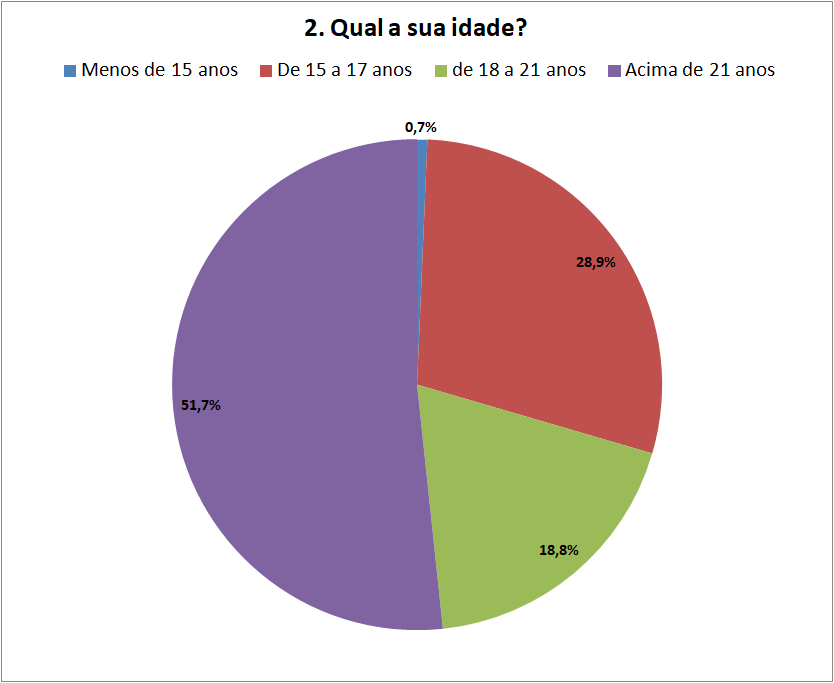 2. Qual a sua idade?
Menos de 15 anos De 15 a 17 anos de 18 a 21 anos Acima de 21 anos
0,7%
28,9%
51,7%
18,8%